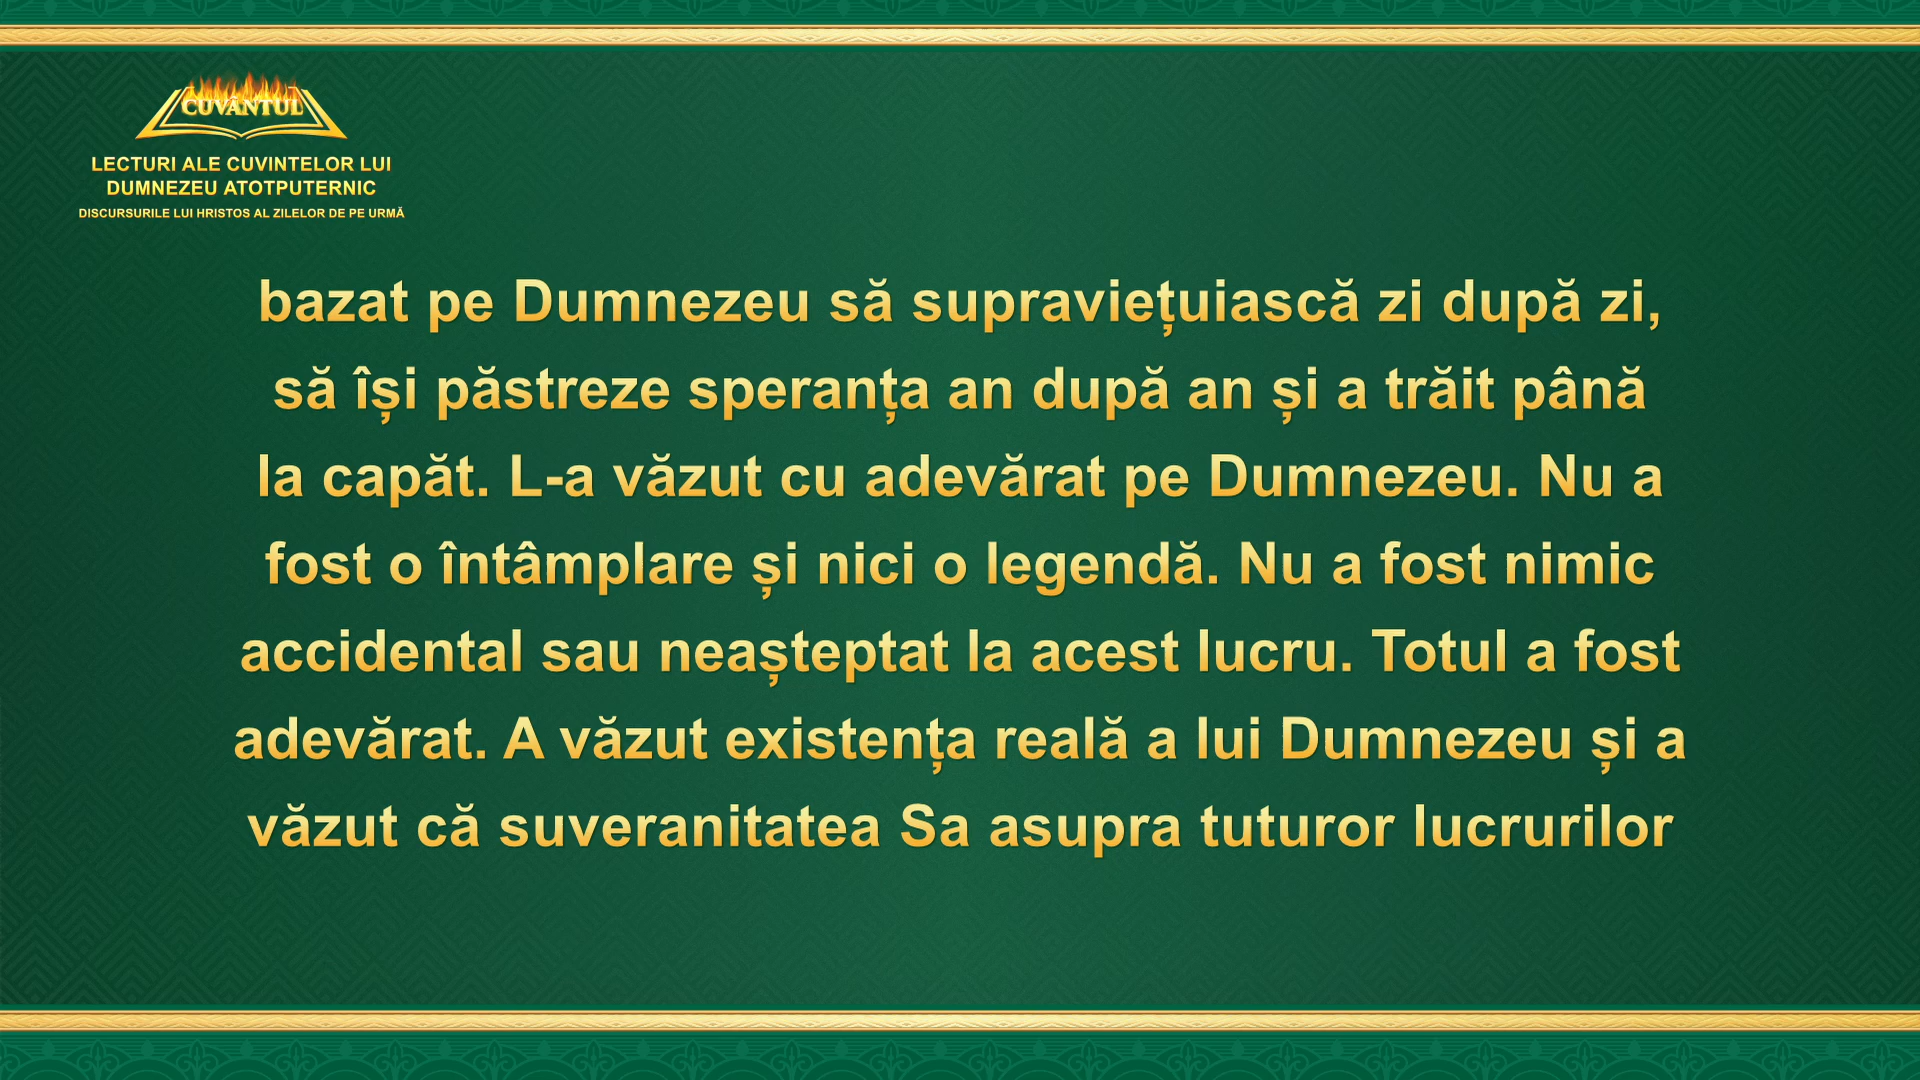 CUVÂNTUL
LECTURI ALE CUVINTELOR LUI
DUMNEZEU ATOTPUTERNIC
DISCURSURILE LUI HRISTOS AL ZILELOR DE PE URMĂ
bazat pe Dumnezeu să supraviețuiască zi după zi,
să își păstreze speranța an după an și a trăit până
la capăt. L-a văzut cu adevărat pe Dumnezeu. Nu a
fost o întâmplare și nici o legendă. Nu a fost nimic
accidental sau neașteptat la acest lucru. Totul a fost
adevărat. A văzut existența reală a lui Dumnezeu și a
văzut că suveranitatea Sa asupra tuturor lucrurilor